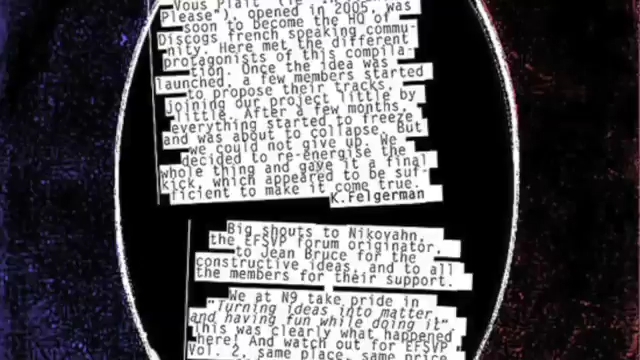 Vous Plaît"
Please"), opened in 2005, was
soon to become the HQ of
Discogs french speaking commu-
nity. Here met the different
protagonists of this compila-
tion. Once the idea was
launched, a few members started
to propose their tracks,
joining our project little by
little. After a few months,
everything started to freeze
and was about to collapse. But
we could not give up. We
decided to re-energise the
whole thing and gave it a final
kick, which appeared to be suf-
ficient to make it come true.
K.Felgerman
Big shouts to Nikovahn,
the EFSVP forum originator,
to Jean Bruce for the
constructive ideas, and to all
the members for their support.
We at N9 take pride in
"Turning ideas into matter
and having fun while doing it"
This was clearly what happened
here! And watch out for EFSVP
Vol. 2, same place, same price